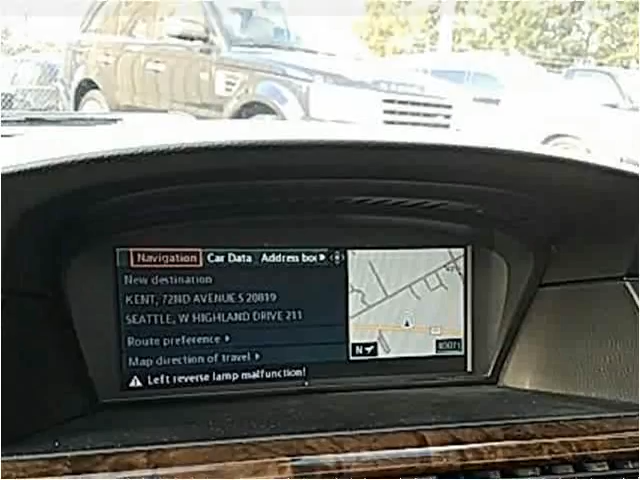 Navigation Car Data Address boo
New destination
KENT, 72ND AVENUE S 20819
SEATTLE, W HIGHLAND DRIVE 211
Route preference
Map direction of travel
N
Left reverse lamp malfunction!